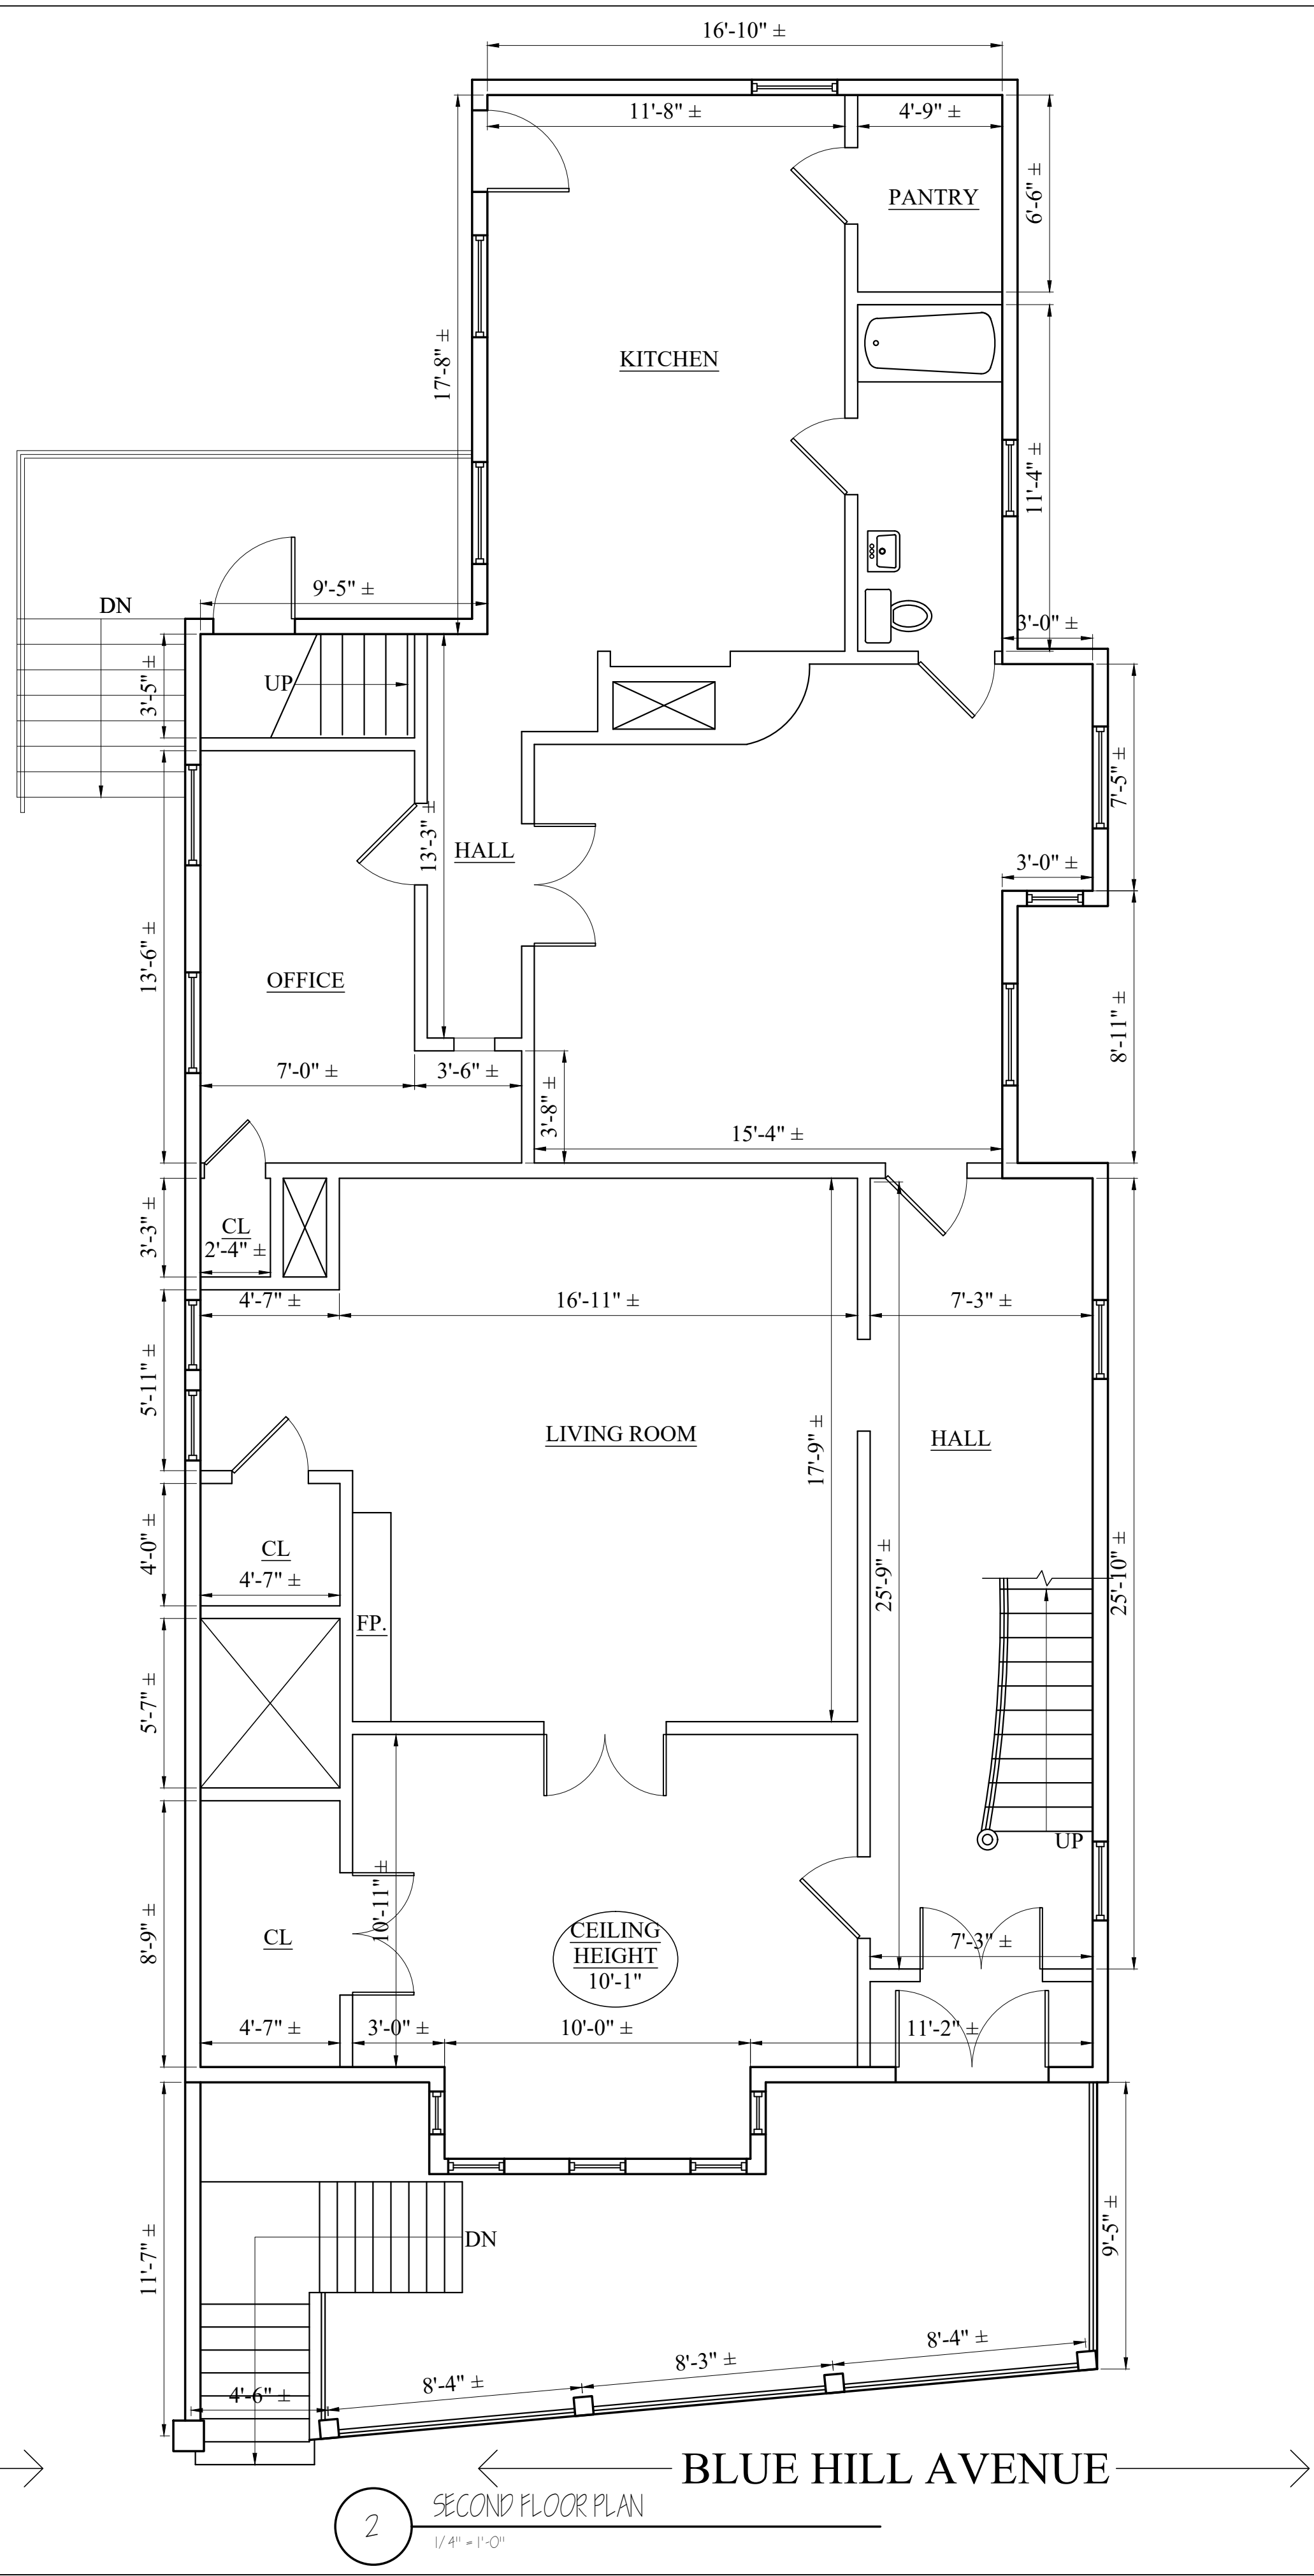 16'-10" ±
11'-8" ±
4'-9" ±
PANTRY
6'-6" ±
17'-8" ±
KITCHEN
11'-4" ±
9'-5" ±
DN
3'-0" ±
3'-5" ±
UP
7'-5" ±
13'-3" ±
HALL
3'-0" ±
13'-6" ±
OFFICE
8'-11" ±
7'-0" ±
3'-6" ±
3'-8" ±
15'-4" ±
3'-3" ±
CL
2'-4" ±
4'-7" ±
16'-11" ±
7'-3" ±
5'-11" ±
LIVING ROOM
17'-9" ±
HALL
4'-0" ±
CL
4'-7" ±
25'-9" ±
25'-10" ±
FP.
5'-7" ±
UP
10'-11" ±
8'-9" ±
CL
CEILING
HEIGHT
10'-1"
7'-3" ±
4'-7" ±
3'-0" ±
10'-0" ±
11'-2" ±
11'-7" ±
DN
9'-5" ±
8'-4" ±
8'-3" ±
8'-4" ±
4'-6" ±
BLUE HILL AVENUE
2
SECOND FLOOR PLAN
1/4" = 1'-0"